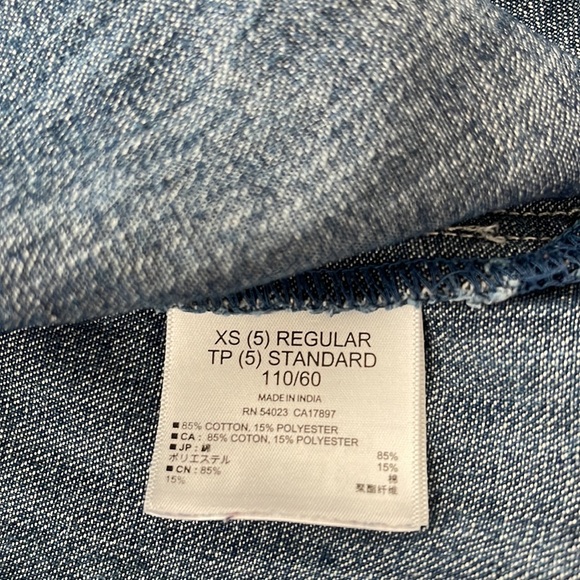 XS (5) REGULAR
TP (5) STANDARD
110/60
MADE IN INDIA
RN 54023 CA17897
■ 85% COTTON, 15% POLYESTER
■ CA : 85% COTON, 15% POLYESTER
■ JP : 綿 85%
ポリエステル 15%
■ CN : 85% 棉
15% 聚酯纤维